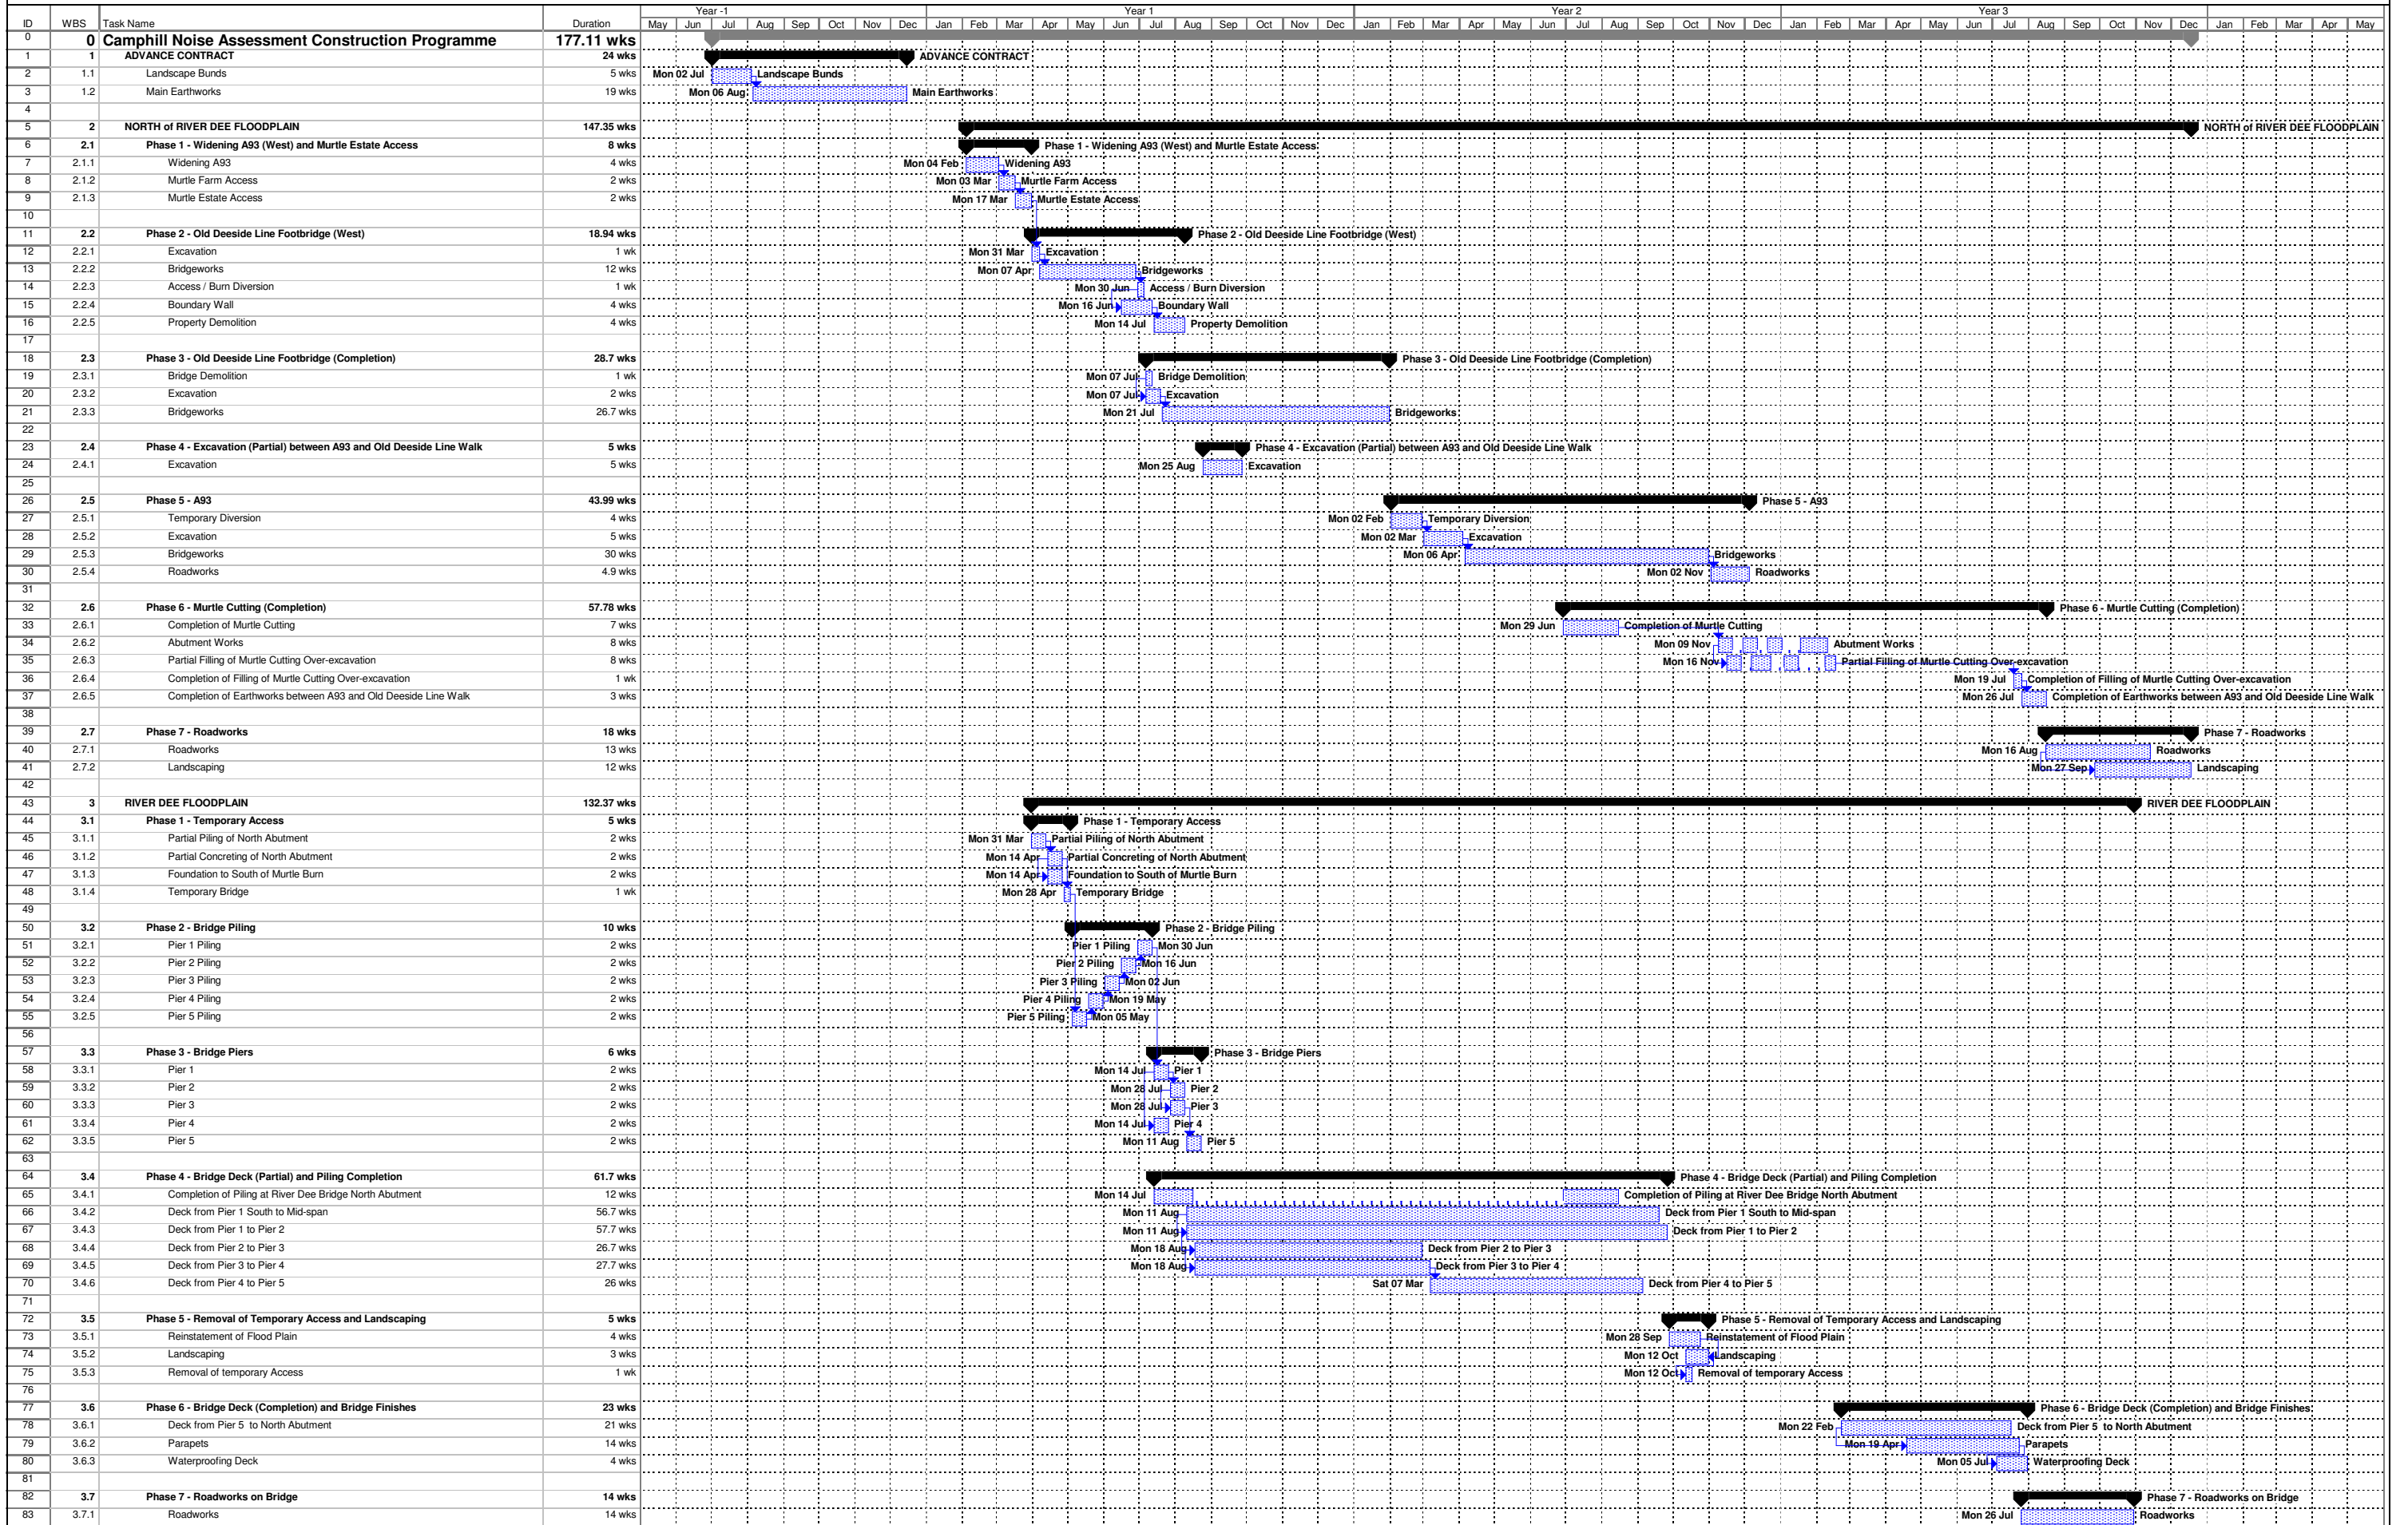 Year -1 Year 1 Year 2 Year 3
ID WBS Task Name Duration May Jun Jul Aug Sep Oct Nov Dec Jan Feb Mar Apr May Jun Jul Aug Sep Oct Nov Dec Jan Feb Mar Apr May Jun Jul Aug Sep Oct Nov Dec Jan Feb Mar Apr May Jun Jul Aug Sep Oct Nov Dec Jan Feb Mar Apr May
0 0 Camphill Noise Assessment Construction Programme 177.11 wks
1 1 ADVANCE CONTRACT 24 wks ADVANCE CONTRACT
2 1.1 Landscape Bunds 5 wks Mon 02 Jul Landscape Bunds
3 1.2 Main Earthworks 19 wks Mon 06 Aug Main Earthworks
4
5 2 NORTH of RIVER DEE FLOODPLAIN 147.35 wks NORTH of RIVER DEE FLOODPLAIN
6 2.1 Phase 1 - Widening A93 (West) and Murtle Estate Access 8 wks Phase 1 - Widening A93 (West) and Murtle Estate Access
7 2.1.1 Widening A93 4 wks Mon 04 Feb Widening A93
8 2.1.2 Murtle Farm Access 2 wks Mon 03 Mar Murtle Farm Access
9 2.1.3 Murtle Estate Access 2 wks Mon 17 Mar Murtle Estate Access
10
11 2.2 Phase 2 - Old Deeside Line Footbridge (West) 18.94 wks Phase 2 - Old Deeside Line Footbridge (West)
12 2.2.1 Excavation 1 wk Mon 31 Mar Excavation
13 2.2.2 Bridgeworks 12 wks Mon 07 Apr Bridgeworks
14 2.2.3 Access / Burn Diversion 1 wk Mon 30 Jun Access / Burn Diversion
15 2.2.4 Boundary Wall 4 wks Mon 16 Jun Boundary Wall
16 2.2.5 Property Demolition 4 wks Mon 14 Jul Property Demolition
17
18 2.3 Phase 3 - Old Deeside Line Footbridge (Completion) 28.7 wks Phase 3 - Old Deeside Line Footbridge (Completion)
19 2.3.1 Bridge Demolition 1 wk Mon 07 Jul Bridge Demolition
20 2.3.2 Excavation 2 wks Mon 07 Jul Excavation
21 2.3.3 Bridgeworks 26.7 wks Mon 21 Jul Bridgeworks
22
23 2.4 Phase 4 - Excavation (Partial) between A93 and Old Deeside Line Walk 5 wks Phase 4 - Excavation (Partial) between A93 and Old Deeside Line Walk
24 2.4.1 Excavation 5 wks Mon 25 Aug Excavation
25
26 2.5 Phase 5 - A93 43.99 wks Phase 5 - A93
27 2.5.1 Temporary Diversion 4 wks Mon 02 Feb Temporary Diversion
28 2.5.2 Excavation 5 wks Mon 02 Mar Excavation
29 2.5.3 Bridgeworks 30 wks Mon 06 Apr Bridgeworks
30 2.5.4 Roadworks 4.9 wks Mon 02 Nov Roadworks
31
32 2.6 Phase 6 - Murtle Cutting (Completion) 57.78 wks Phase 6 - Murtle Cutting (Completion)
33 2.6.1 Completion of Murtle Cutting 7 wks Mon 29 Jun Completion of Murtle Cutting
34 2.6.2 Abutment Works 8 wks Mon 09 Nov Abutment Works
35 2.6.3 Partial Filling of Murtle Cutting Over-excavation 8 wks Mon 16 Nov Partial Filling of Murtle Cutting Over-excavation
36 2.6.4 Completion of Filling of Murtle Cutting Over-excavation 1 wk Mon 19 Jul Completion of Filling of Murtle Cutting Over-excavation
37 2.6.5 Completion of Earthworks between A93 and Old Deeside Line Walk 3 wks Mon 26 Jul Completion of Earthworks between A93 and Old Deeside Line Walk
38
39 2.7 Phase 7 - Roadworks 18 wks Phase 7 - Roadworks
40 2.7.1 Roadworks 13 wks Mon 16 Aug Roadworks
41 2.7.2 Landscaping 12 wks Mon 27 Sep Landscaping
42
43 3 RIVER DEE FLOODPLAIN 132.37 wks RIVER DEE FLOODPLAIN
44 3.1 Phase 1 - Temporary Access 5 wks Phase 1 - Temporary Access
45 3.1.1 Partial Piling of North Abutment 2 wks Mon 31 Mar Partial Piling of North Abutment
46 3.1.2 Partial Concreting of North Abutment 2 wks Mon 14 Apr Partial Concreting of North Abutment
47 3.1.3 Foundation to South of Murtle Burn 2 wks Mon 14 Apr Foundation to South of Murtle Burn
48 3.1.4 Temporary Bridge 1 wk Mon 28 Apr Temporary Bridge
49
50 3.2 Phase 2 - Bridge Piling 10 wks Phase 2 - Bridge Piling
51 3.2.1 Pier 1 Piling 2 wks Pier 1 Piling Mon 30 Jun
52 3.2.2 Pier 2 Piling 2 wks Pier 2 Piling Mon 16 Jun
53 3.2.3 Pier 3 Piling 2 wks Pier 3 Piling Mon 02 Jun
54 3.2.4 Pier 4 Piling 2 wks Pier 4 Piling Mon 19 May
55 3.2.5 Pier 5 Piling 2 wks Pier 5 Piling Mon 05 May
56
57 3.3 Phase 3 - Bridge Piers 6 wks Phase 3 - Bridge Piers
58 3.3.1 Pier 1 2 wks Mon 14 Jul Pier 1
59 3.3.2 Pier 2 2 wks Mon 28 Jul Pier 2
60 3.3.3 Pier 3 2 wks Mon 28 Jul Pier 3
61 3.3.4 Pier 4 2 wks Mon 14 Jul Pier 4
62 3.3.5 Pier 5 2 wks Mon 11 Aug Pier 5
63
64 3.4 Phase 4 - Bridge Deck (Partial) and Piling Completion 61.7 wks Phase 4 - Bridge Deck (Partial) and Piling Completion
65 3.4.1 Completion of Piling at River Dee Bridge North Abutment 12 wks Mon 14 Jul Completion of Piling at River Dee Bridge North Abutment
66 3.4.2 Deck from Pier 1 South to Mid-span 56.7 wks Mon 11 Aug Deck from Pier 1 South to Mid-span
67 3.4.3 Deck from Pier 1 to Pier 2 57.7 wks Mon 11 Aug Deck from Pier 1 to Pier 2
68 3.4.4 Deck from Pier 2 to Pier 3 26.7 wks Mon 18 Aug Deck from Pier 2 to Pier 3
69 3.4.5 Deck from Pier 3 to Pier 4 27.7 wks Mon 18 Aug Deck from Pier 3 to Pier 4
70 3.4.6 Deck from Pier 4 to Pier 5 26 wks Sat 07 Mar Deck from Pier 4 to Pier 5
71
72 3.5 Phase 5 - Removal of Temporary Access and Landscaping 5 wks Phase 5 - Removal of Temporary Access and Landscaping
73 3.5.1 Reinstatement of Flood Plain 4 wks Mon 28 Sep Reinstatement of Flood Plain
74 3.5.2 Landscaping 3 wks Mon 12 Oct Landscaping
75 3.5.3 Removal of temporary Access 1 wk Mon 12 Oct Removal of temporary Access
76
77 3.6 Phase 6 - Bridge Deck (Completion) and Bridge Finishes 23 wks Phase 6 - Bridge Deck (Completion) and Bridge Finishes
78 3.6.1 Deck from Pier 5 to North Abutment 21 wks Mon 22 Feb Deck from Pier 5 to North Abutment
79 3.6.2 Parapets 14 wks Mon 19 Apr Parapets
80 3.6.3 Waterproofing Deck 4 wks Mon 05 Jul Waterproofing Deck
81
82 3.7 Phase 7 - Roadworks on Bridge 14 wks Phase 7 - Roadworks on Bridge
83 3.7.1 Roadworks 14 wks Mon 26 Jul Roadworks